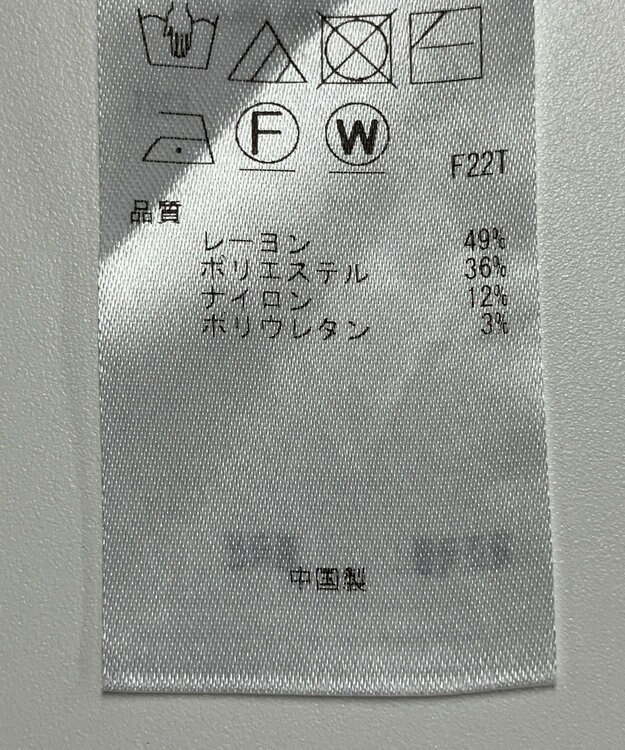 F W
F22T
品質
レーヨン 49%
ポリエステル 36%
ナイロン 12%
ポリウレタン 3%
中国製